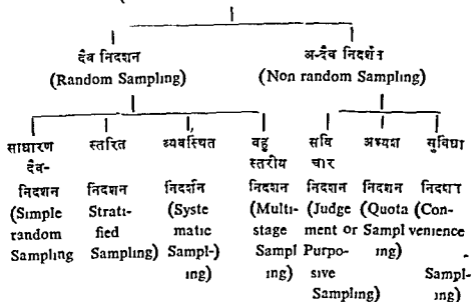 दैव निदशन अ-दैव निदर्शन
(Random Sampling) (Non random Sampling)
साधारण स्तरित व्यवस्थित बहु सवि अभ्यश सुविधा
दैव- स्तरीय चार
निदशन निदशन निदर्शन निदशन निदशन निदशन निदशन
(Simple (Strati- (Syste (Multi- (Judge (Quota (Con-
random fied matic stage ment or Sampl venience
Sampling Sampling) Sampl-) Sampl Purpo- ing)
ing) ing) sive Sampl-
Sampling) ing)